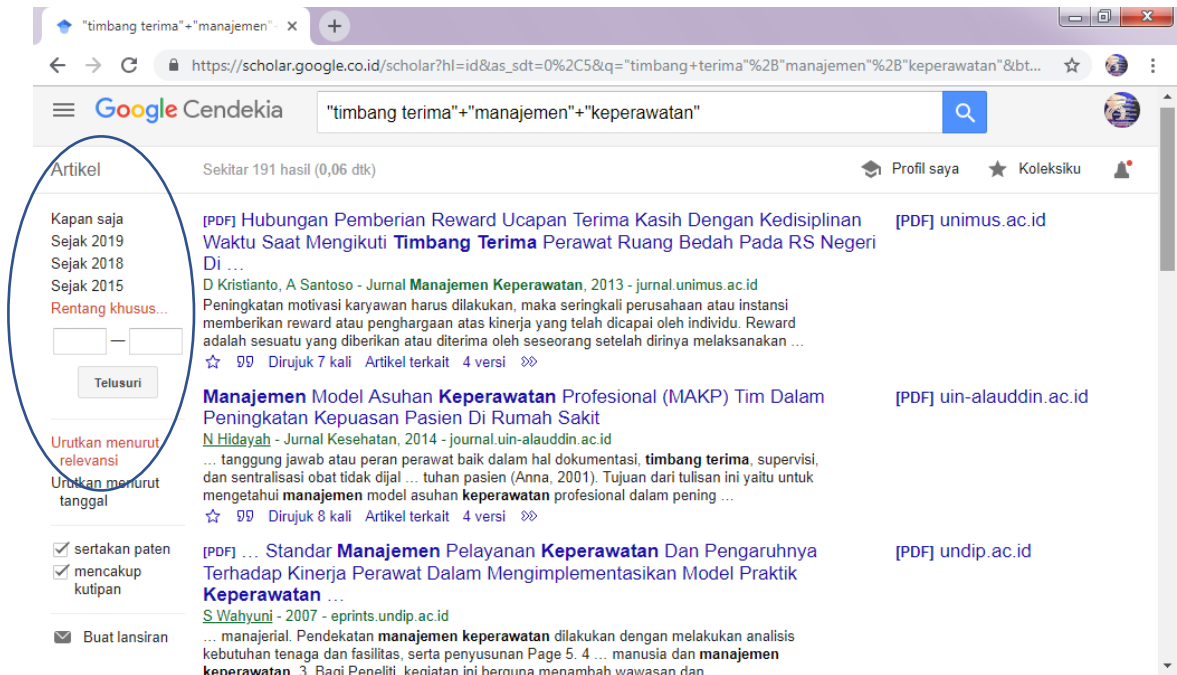 "timbang terima"+"manajemen"
https://scholar.google.co.id/scholar?hl=id&as_sdt=0%2C5&q="timbang+terima"%2B"manajemen"%2B"keperawatan"&bt...
Google Cendekia
"timbang terima"+"manajemen"+"keperawatan"
Artikel
Sekitar 191 hasil (0,06 dtk)
Profil saya
Koleksiku
Kapan saja
Sejak 2019
Sejak 2018
Sejak 2015
Rentang khusus...
—
Telusuri
Urutkan menurut
relevansi
Urutkan menurut
tanggal
sertakan paten
mencakup
kutipan
Buat lansiran
[PDF] Hubungan Pemberian Reward Ucapan Terima Kasih Dengan Kedisiplinan
Waktu Saat Mengikuti Timbang Terima Perawat Ruang Bedah Pada RS Negeri
Di ...
D Kristianto, A Santoso - Jurnal Manajemen Keperawatan, 2013 - jurnal.unimus.ac.id
Peningkatan motivasi karyawan harus dilakukan, maka seringkali perusahaan atau instansi
memberikan reward atau penghargaan atas kinerja yang telah dicapai oleh individu. Reward
adalah sesuatu yang diberikan atau diterima oleh seseorang setelah dirinya melaksanakan ...
Dirujuk 7 kali Artikel terkait 4 versi
[PDF] unimus.ac.id
Manajemen Model Asuhan Keperawatan Profesional (MAKP) Tim Dalam
Peningkatan Kepuasan Pasien Di Rumah Sakit
N Hidayah - Jurnal Kesehatan, 2014 - journal.uin-alauddin.ac.id
... tanggung jawab atau peran perawat baik dalam hal dokumentasi, timbang terima, supervisi,
dan sentralisasi obat tidak dijal ... tuhan pasien (Anna, 2001). Tujuan dari tulisan ini yaitu untuk
mengetahui manajemen model asuhan keperawatan profesional dalam pening ...
Dirujuk 8 kali Artikel terkait 4 versi
[PDF] uin-alauddin.ac.id
[PDF] ... Standar Manajemen Pelayanan Keperawatan Dan Pengaruhnya
Terhadap Kinerja Perawat Dalam Mengimplementasikan Model Praktik
Keperawatan ...
S Wahyuni - 2007 - eprints.undip.ac.id
... manajerial. Pendekatan manajemen keperawatan dilakukan dengan melakukan analisis
kebutuhan tenaga dan fasilitas, serta penyusunan Page 5. 4 ... manusia dan manajemen
keperawatan. 3. Bagi Peneliti, kegiatan ini berguna menambah wawasan dan
[PDF] undip.ac.id